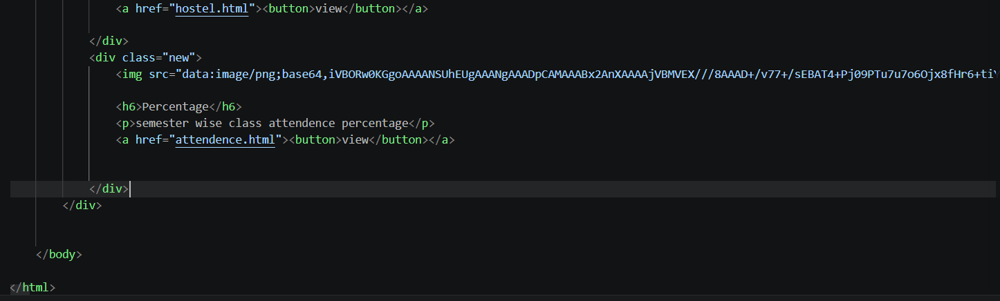 <a href="hostel.html"><button>view</button></a>
</div>
<div class="new">
<img src="data:image/png;base64,iVBORw0KGgoAAAANSUhEUgAAANgAAADpCAMAAABx2AnXAAAAjVBMVEX///8AAAD+/v77+/sEBAT4+Pj09PTu7u7o6Ojx8fHr6+ti
<h6>Percentage</h6>
<p>semester wise class attendence percentage</p>
<a href="attendence.html"><button>view</button></a>
</div>
</div>
</body>
</html>